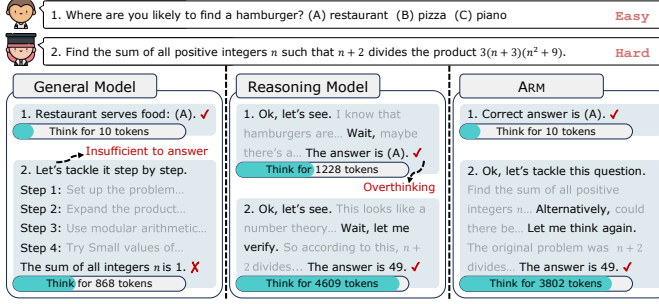 1. Where are you likely to find a hamburger? (A) restaurant (B) pizza (C) piano Easy
2. Find the sum of all positive integers n such that n + 2 divides the product 3(n + 3)(n² + 9). Hard
General Model
1. Restaurant serves food: (A). ✓
Think for 10 tokens
Insufficient to answer
2. Let's tackle it step by step.
Step 1: Set up the problem...
Step 2: Expand the product...
Step 3: Use modular arithmetic...
Step 4: Try Small values of...
The sum of all integers n is 1. ✗
Think for 868 tokens
Reasoning Model
1. Ok, let's see. I know that
hamburgers are... Wait, maybe
there's a... The answer is (A). ✓
Think for 1228 tokens
Overthinking
2. Ok, let's see. This looks like a
number theory... Wait, let me
verify. So according to this, n +
2 divides... The answer is 49. ✓
Think for 4609 tokens
ARM
1. Correct answer is (A). ✓
Think for 10 tokens
2. Ok, let's tackle this question.
Find the sum of all positive
integers n... Alternatively, could
there be... Let me think again.
The original problem was n + 2
divides... The answer is 49. ✓
Think for 3802 tokens